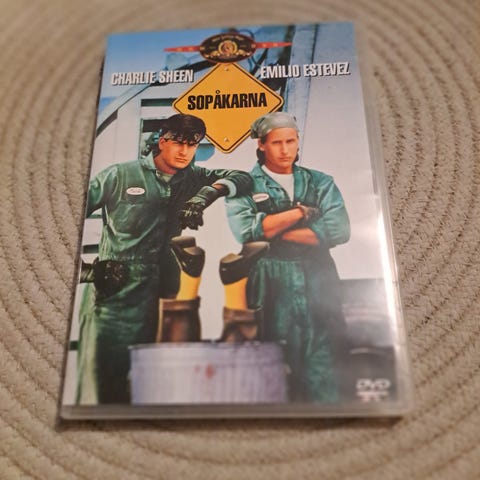 CHARLIE SHEEN
EMILIO ESTEVEZ
SOPÅKARNA
DVD